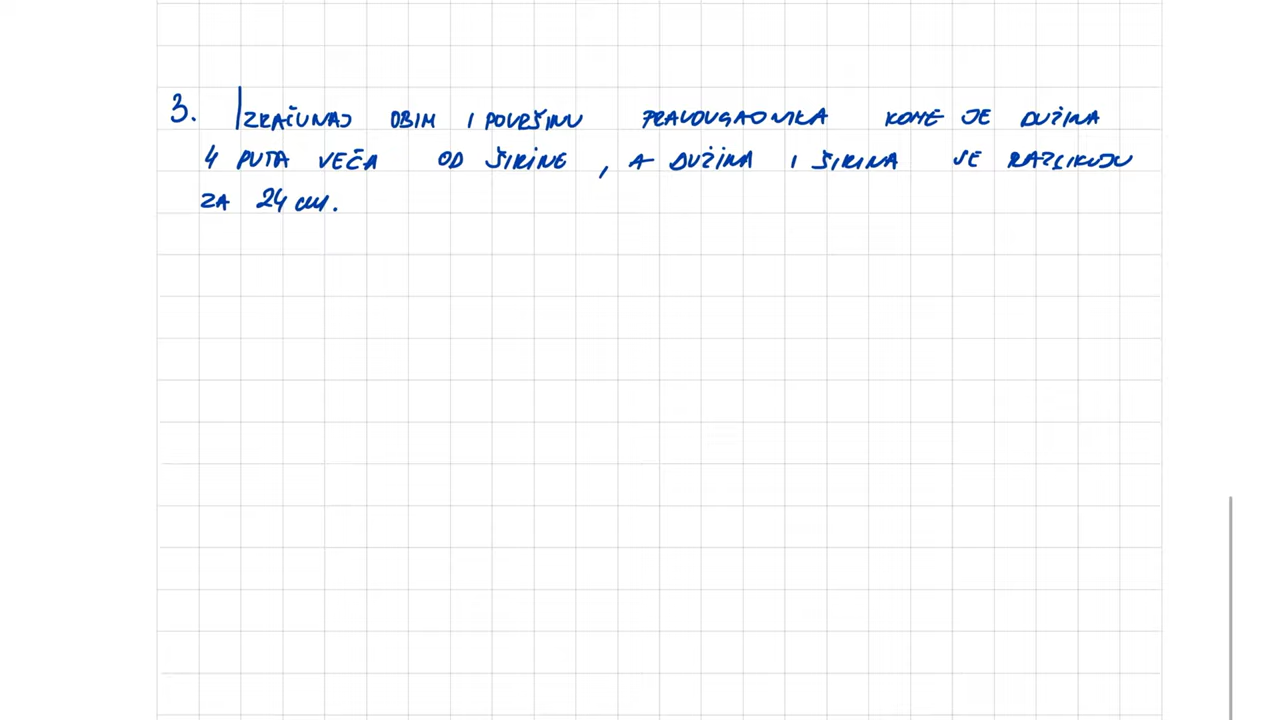 3. IZRAČUNAJ OBIM I POVRŠINU PRAVOUGAONIKA KOME JE DUŽINA
4 PUTA VEĆA OD ŠIRINE, A DUŽINA I ŠIRINA SE RAZLIKUJU
ZA 24 cm.